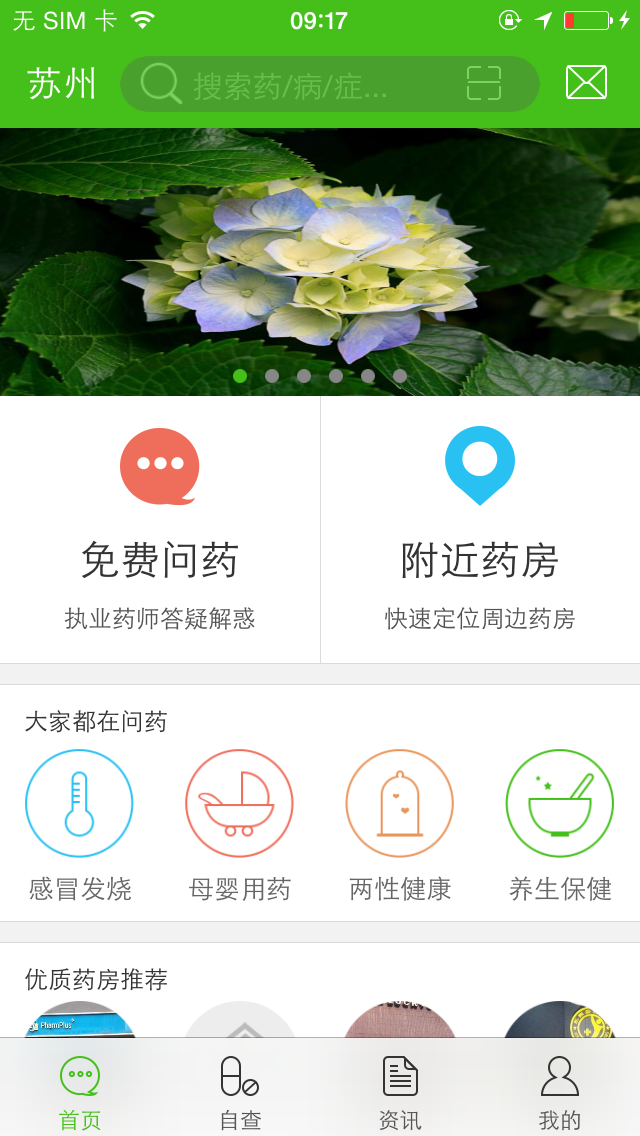 无 SIM 卡
09:17
苏州
搜索药/病/症...
免费问药
附近药房
执业药师答疑解惑
快速定位周边药房
大家都在问药
感冒发烧
母婴用药
两性健康
养生保健
优质药房推荐
PharmPlus
首页
自查
资讯
我的